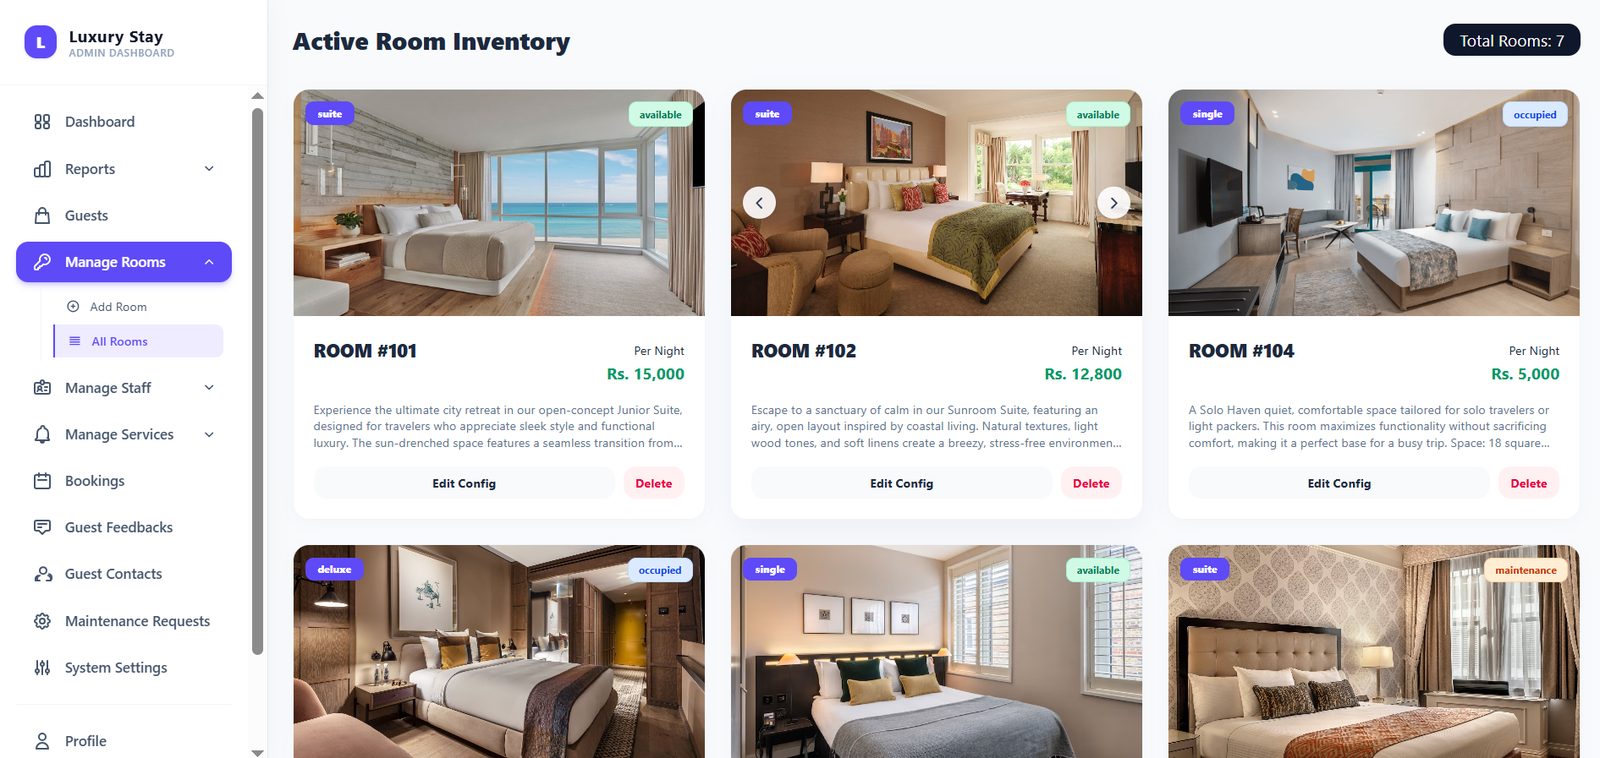 L
Luxury Stay
ADMIN DASHBOARD
Dashboard
Reports
Guests
Manage Rooms
Add Room
All Rooms
Manage Staff
Manage Services
Bookings
Guest Feedbacks
Guest Contacts
Maintenance Requests
System Settings
Profile
Active Room Inventory
Total Rooms: 7
suite
available
ROOM #101
Per Night
Rs. 15,000
Experience the ultimate city retreat in our open-concept Junior Suite,
designed for travelers who appreciate sleek style and functional
luxury. The sun-drenched space features a seamless transition from...
Edit Config
Delete
suite
available
ROOM #102
Per Night
Rs. 12,800
Escape to a sanctuary of calm in our Sunroom Suite, featuring an
airy, open layout inspired by coastal living. Natural textures, light
wood tones, and soft linens create a breezy, stress-free environmen...
Edit Config
Delete
single
occupied
ROOM #104
Per Night
Rs. 5,000
A Solo Haven quiet, comfortable space tailored for solo travelers or
light packers. This room maximizes functionality without sacrificing
comfort, making it a perfect base for a busy trip. Space: 18 square...
Edit Config
Delete
deluxe
occupied
single
available
suite
maintenance